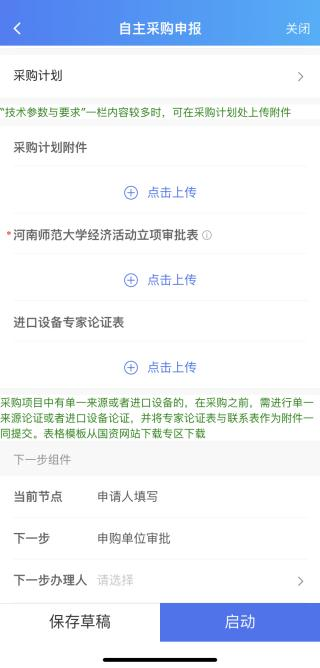 自主采购申报
关闭
采购计划
“技术参数与要求”一栏内容较多时，可在采购计划处上传附件
采购计划附件
点击上传
*河南师范大学经济活动立项审批表
点击上传
进口设备专家论证表
点击上传
采购项目中有单一来源或者进口设备的，在采购之前，需进行单一
来源论证或者进口设备论证，并将专家论证表与联系表作为附件一
同提交。表格模板从国资网站下载专区下载
下一步组件
当前节点 申请人填写
下一步 申购单位审批
下一步办理人 请选择
保存草稿
启动